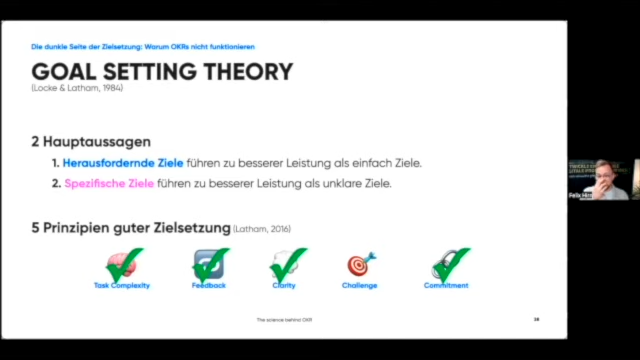 Die dunkle Seite der Zielsetzung: Warum OKRs nicht funktionieren
GOAL SETTING THEORY
(Locke & Latham, 1984)
2 Hauptaussagen
1. Herausfordernde Ziele führen zu besserer Leistung als einfach Ziele.
2. Spezifische Ziele führen zu besserer Leistung als unklare Ziele.
5 Prinzipien guter Zielsetzung (Latham, 2016)
Task Complexity
Feedback
Clarity
Challenge
Commitment
The science behind OKR
Felix